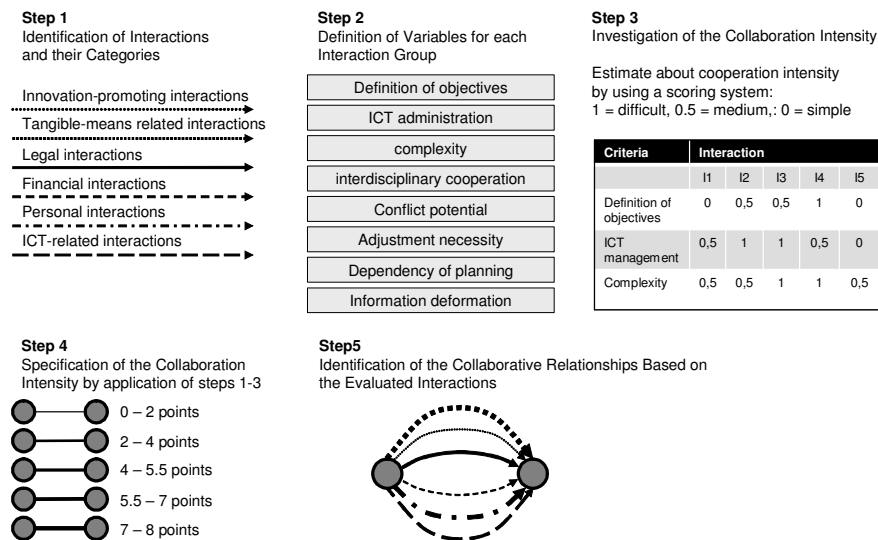 Step 1
Identification of Interactions
and their Categories
Innovation-promoting interactions
Tangible-means related interactions
Legal interactions
Financial interactions
Personal interactions
ICT-related interactions
Step 2
Definition of Variables for each
Interaction Group
Definition of objectives
ICT administration
complexity
interdisciplinary cooperation
Conflict potential
Adjustment necessity
Dependency of planning
Information deformation
Step 3
Investigation of the Collaboration Intensity
Estimate about cooperation intensity
by using a scoring system:
1 = difficult, 0.5 = medium,: 0 = simple
Criteria Interaction
I1 I2 I3 I4 I5
Definition of
objectives 0 0,5 0,5 1 0
ICT
management 0,5 1 1 0,5 0
Complexity 0,5 0,5 1 1 0,5
Step 4
Specification of the Collaboration
Intensity by application of steps 1-3
0 – 2 points
2 – 4 points
4 – 5.5 points
5.5 – 7 points
7 – 8 points
Step5
Identification of the Collaborative Relationships Based on
the Evaluated Interactions